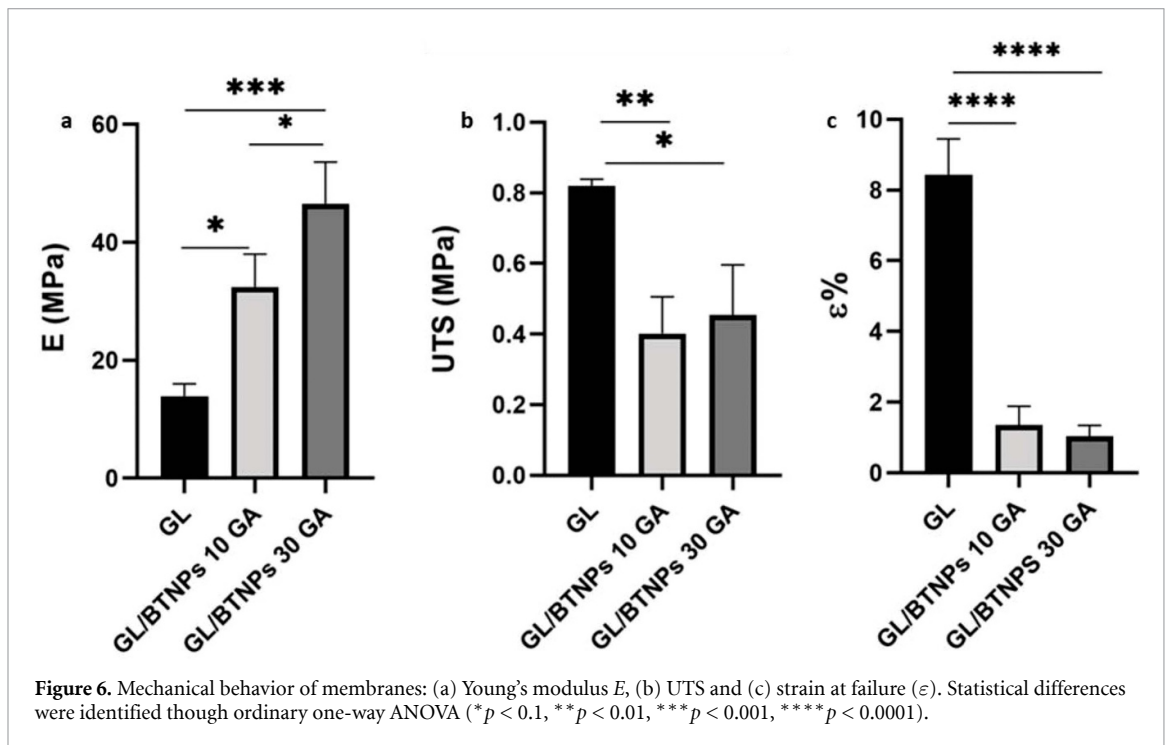 a
***
*
*
E (MPa)
60
40
20
0
GL
GL/BTNPs 10 GA
GL/BTNPs 30 GA
b
**
*
UTS (MPa)
1.0
0.8
0.6
0.4
0.2
0.0
GL
GL/BTNPs 10 GA
GL/BTNPs 30 GA
c
****
****
ε%
10
8
6
4
2
0
GL
GL/BTNPs 10 GA
GL/BTNPS 30 GA
Figure 6. Mechanical behavior of membranes: (a) Young's modulus E, (b) UTS and (c) strain at failure (ε). Statistical differences
were identified though ordinary one-way ANOVA (*p < 0.1, **p < 0.01, ***p < 0.001, ****p < 0.0001).